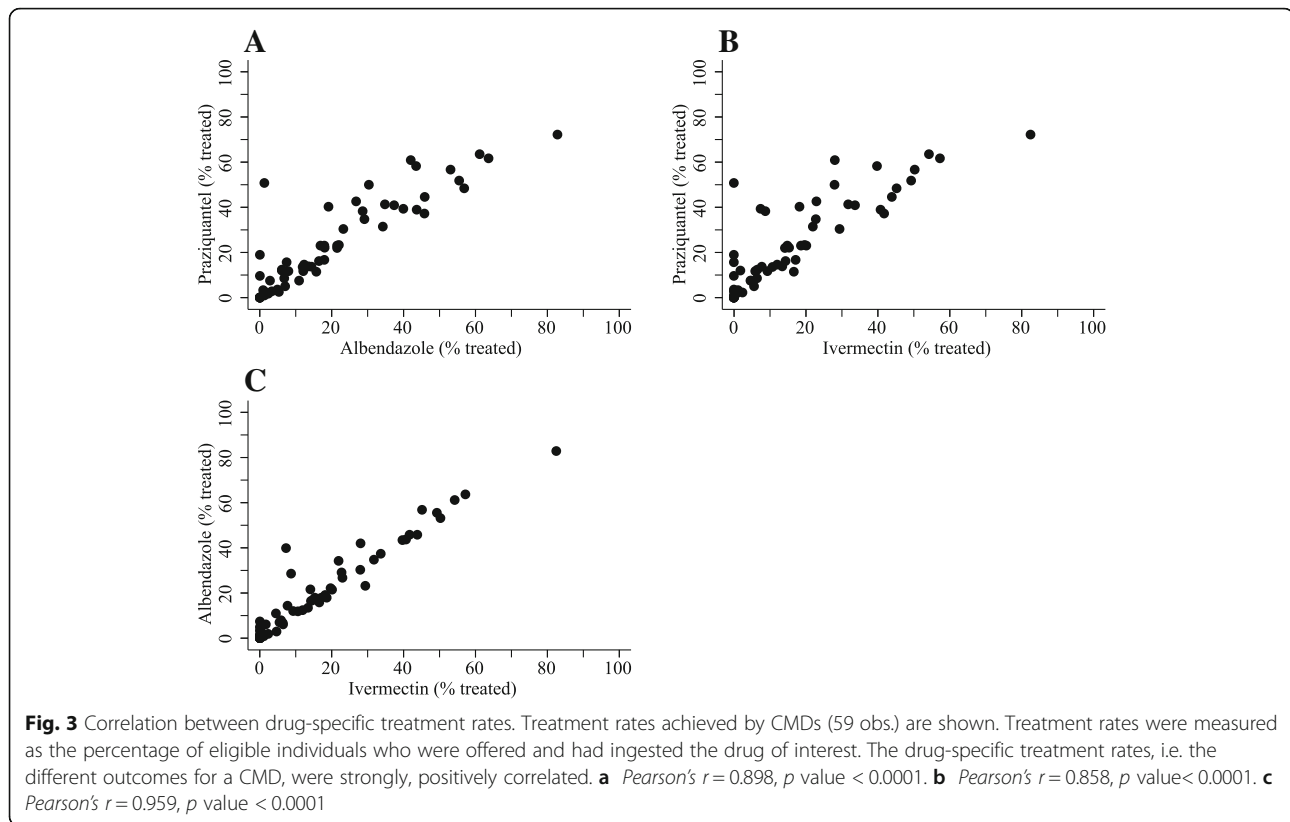 A
B
100
80
60
40
20
0
Praziquantel (% treated)
0 20 40 60 80 100
Albendazole (% treated)
100
80
60
40
20
0
Praziquantel (% treated)
0 20 40 60 80 100
Ivermectin (% treated)
C
100
80
60
40
20
0
Albendazole (% treated)
0 20 40 60 80 100
Ivermectin (% treated)
Fig. 3 Correlation between drug-specific treatment rates. Treatment rates achieved by CMDs (59 obs.) are shown. Treatment rates were measured
as the percentage of eligible individuals who were offered and had ingested the drug of interest. The drug-specific treatment rates, i.e. the
different outcomes for a CMD, were strongly, positively correlated. a Pearson's r = 0.898, p value < 0.0001. b Pearson's r = 0.858, p value< 0.0001. c
Pearson's r = 0.959, p value < 0.0001